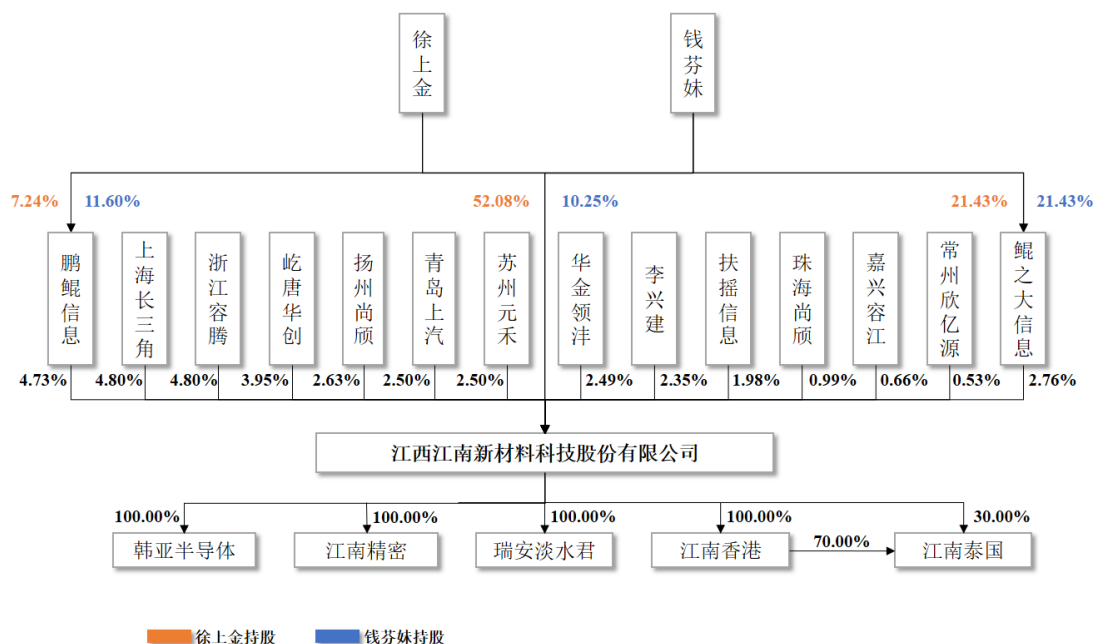 徐上金
钱芬妹
7.24% 11.60% 52.08% 10.25% 21.43% 21.43%
鹏鲲信息
上海长三角
浙江容腾
屹唐华创
扬州尚颀
青岛上汽
苏州元禾
华金领沣
李兴建
扶摇信息
珠海尚颀
嘉兴容江
常州欣亿源
鲲之大信息
4.73% 4.80% 4.80% 3.95% 2.63% 2.50% 2.50% 2.49% 2.35% 1.98% 0.99% 0.66% 0.53% 2.76%
江西江南新材料科技股份有限公司
100.00% 100.00% 100.00% 100.00% 30.00%
韩亚半导体 江南精密 瑞安淡水君 江南香港 70.00% 江南泰国
徐上金持股 钱芬妹持股